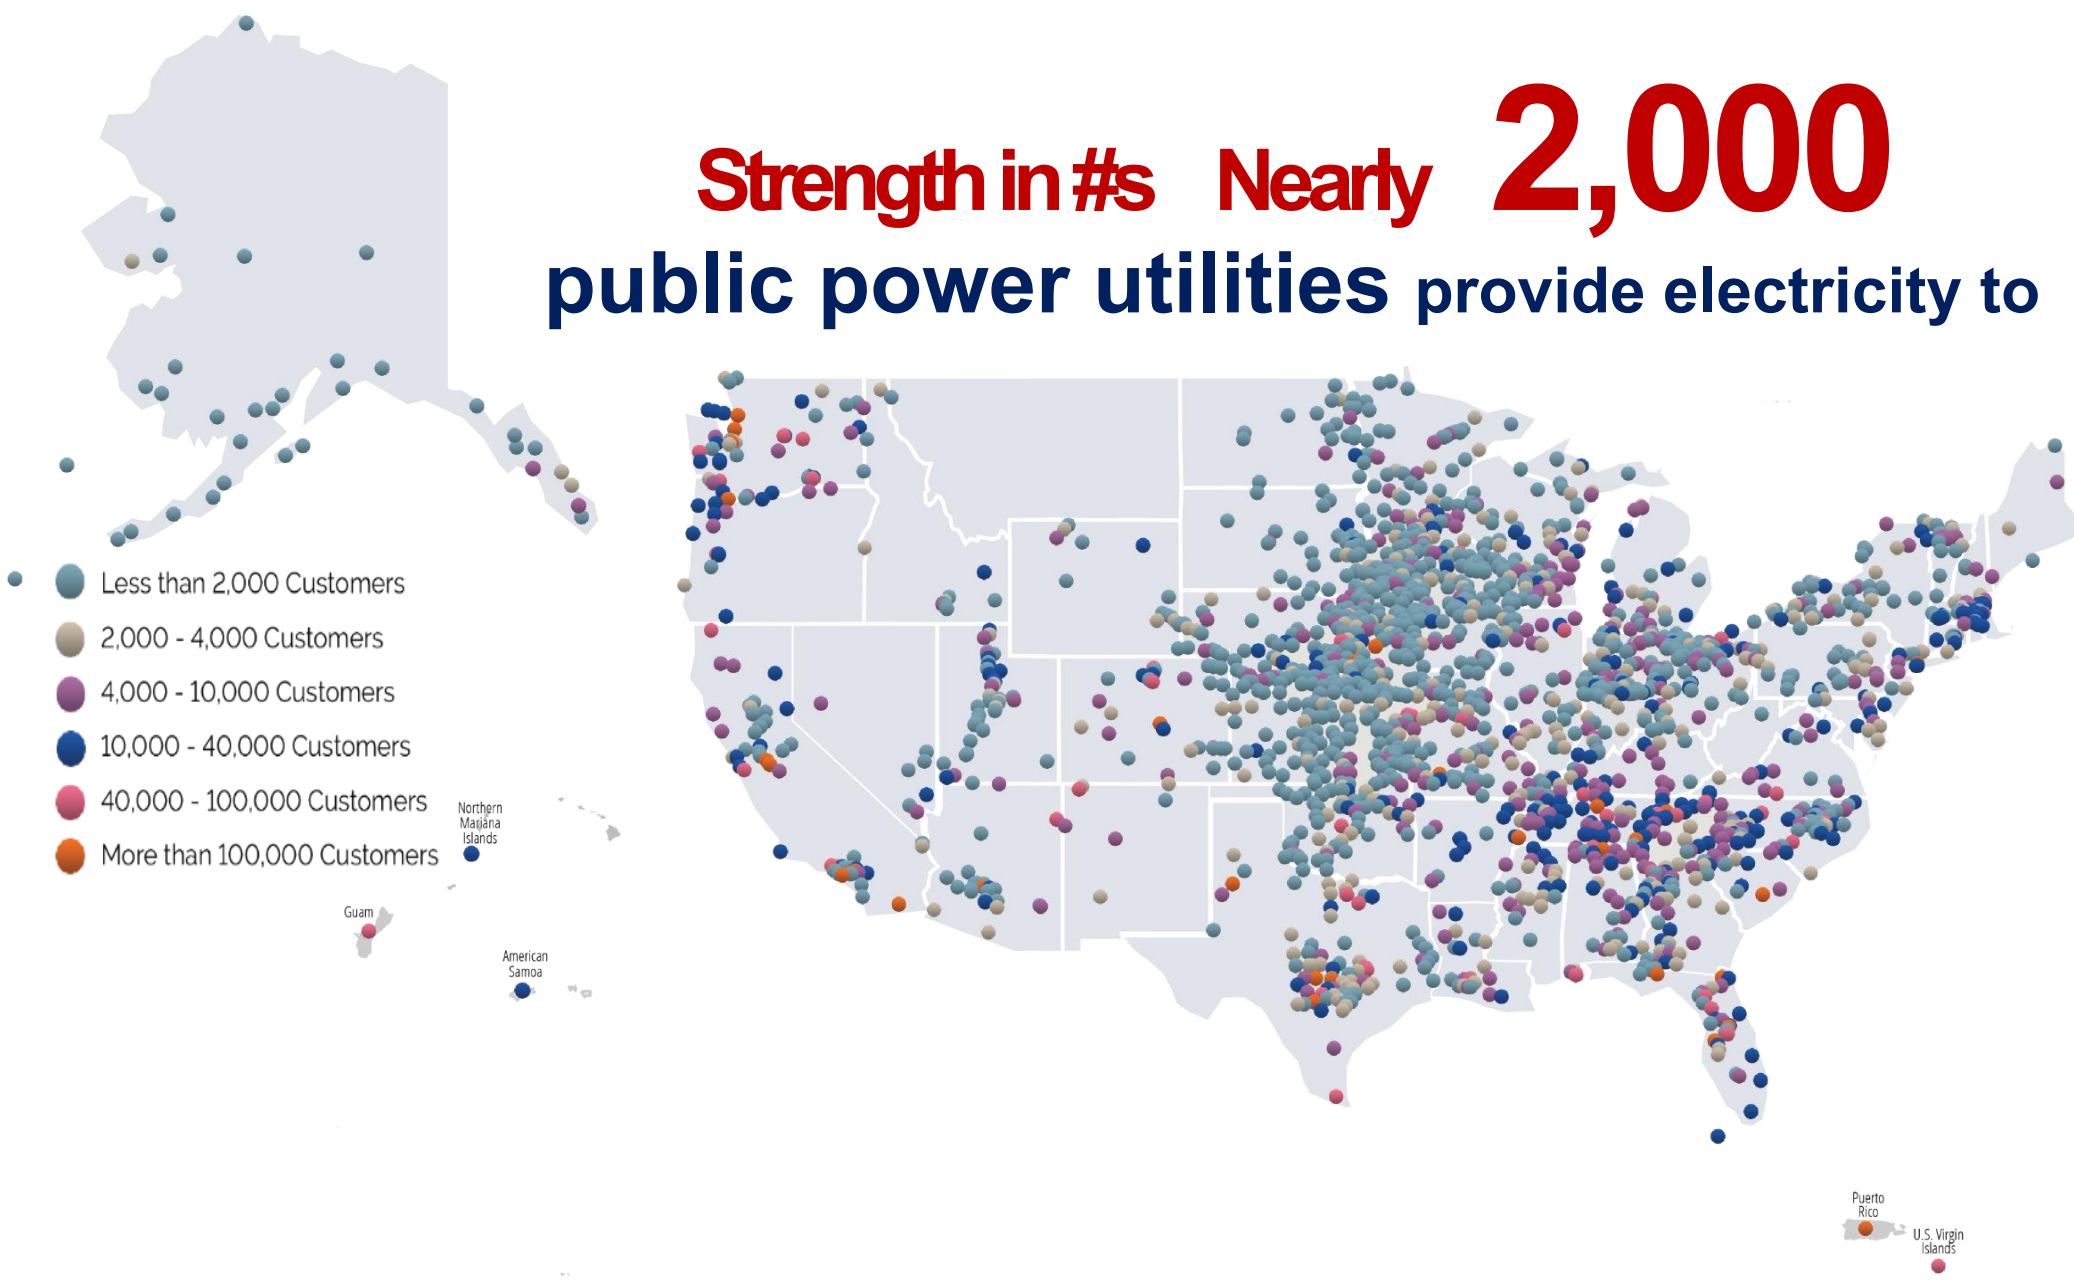 Strength in #s Nearly 2,000
public power utilities provide electricity to
Less than 2,000 Customers
2,000 - 4,000 Customers
4,000 - 10,000 Customers
10,000 - 40,000 Customers
40,000 - 100,000 Customers
More than 100,000 Customers
Northern
Mariana
Islands
Guam
American
Samoa
Puerto
Rico
U.S. Virgin
Islands